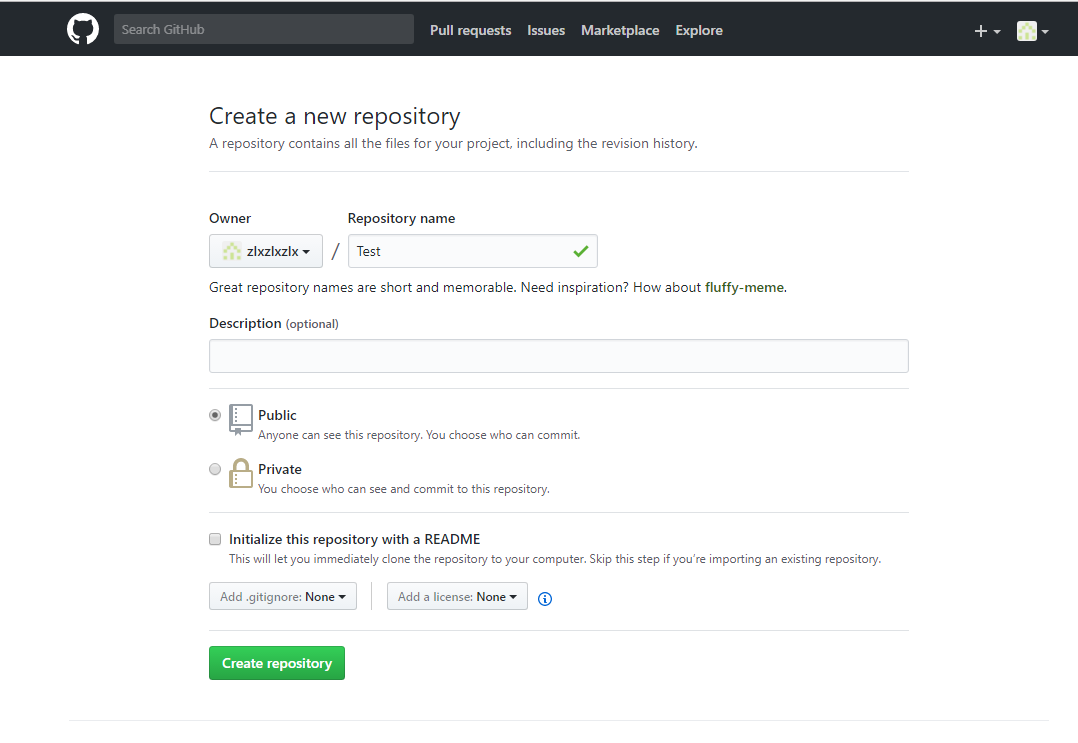 Search GitHub Pull requests Issues Marketplace Explore
Create a new repository
A repository contains all the files for your project, including the revision history.
Owner Repository name
zlxzlxzlx / Test
Great repository names are short and memorable. Need inspiration? How about fluffy-meme.
Description (optional)
Public
Anyone can see this repository. You choose who can commit.
Private
You choose who can see and commit to this repository.
Initialize this repository with a README
This will let you immediately clone the repository to your computer. Skip this step if you're importing an existing repository.
Add .gitignore: None Add a license: None
Create repository